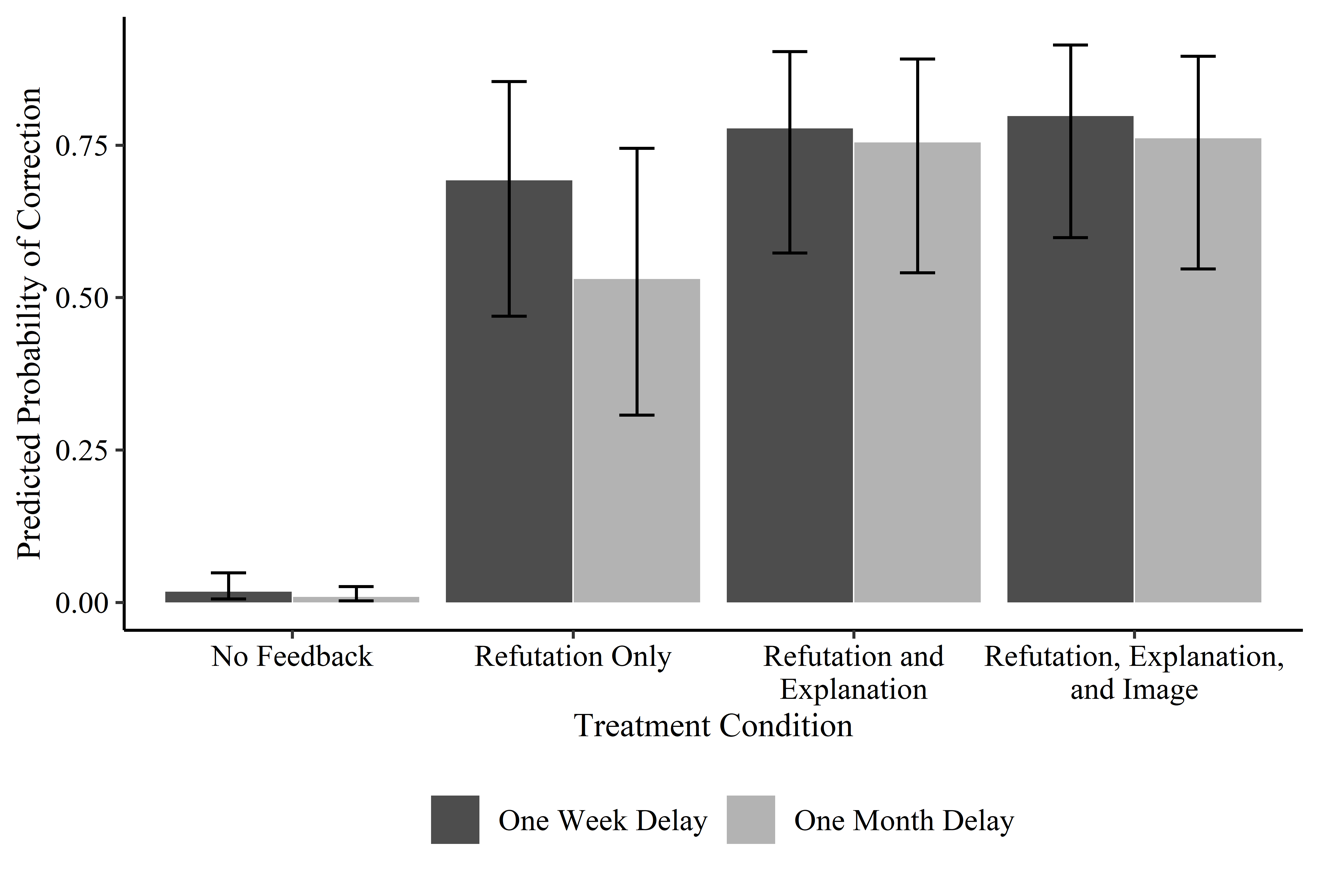 Predicted Probability of Correction
0.75
0.50
0.25
0.00
No Feedback
Refutation Only
Refutation and
Explanation
Refutation, Explanation,
and Image
Treatment Condition
One Week Delay
One Month Delay